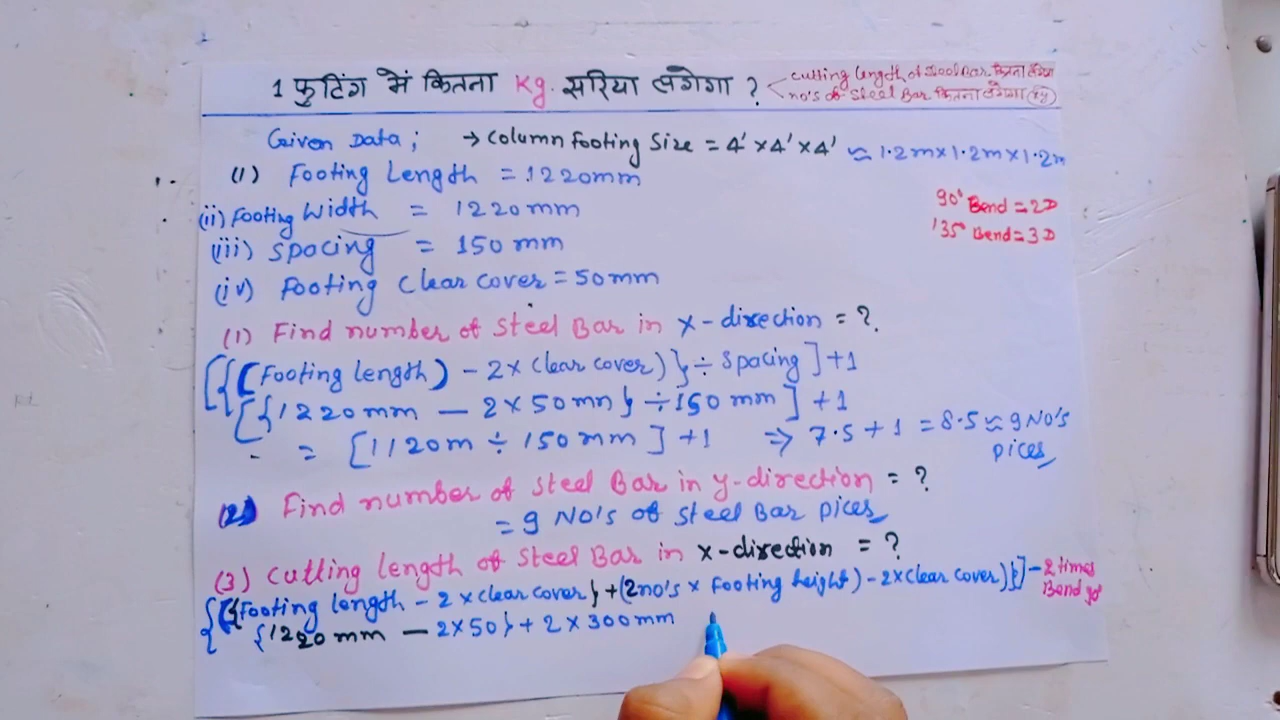 1 फुटिंग में कितना Kg. सरिया लगेगा ?
cutting length of steel Bar कितना होगा
no's of steel Bar कितना लगेगा (Kg)
Given Data ; → Column Footing Size = 4' × 4' × 4' ≈ 1.2m×1.2m×1.2m
(i) Footing Length = 1220mm
90° Bend = 2D
(ii) Footing Width = 1220 mm
135° Bend = 3D
(iii) Spacing = 150 mm
(iv) Footing Clear Cover = 50mm
(1) Find number of Steel Bar in x-direction = ?
[{(Footing length) - 2× clear cover)} ÷ Spacing] +1
[{1220mm - 2×50mm} ÷ 150 mm] +1
= [1120m ÷ 150 mm] +1 ⇒ 7.5 + 1 = 8.5 ≈ 9 No's
pices
(2) Find number of Steel Bar in y-direction = ?
= 9 No's of Steel Bar pices
(3) Cutting length of Steel Bar in x-direction = ?
{[{Footing length - 2 × clear cover} + (2no's × Footing height) - 2×clear cover)}] - 2 times
Bend 90°
{1220 mm - 2×50} + 2 × 300mm